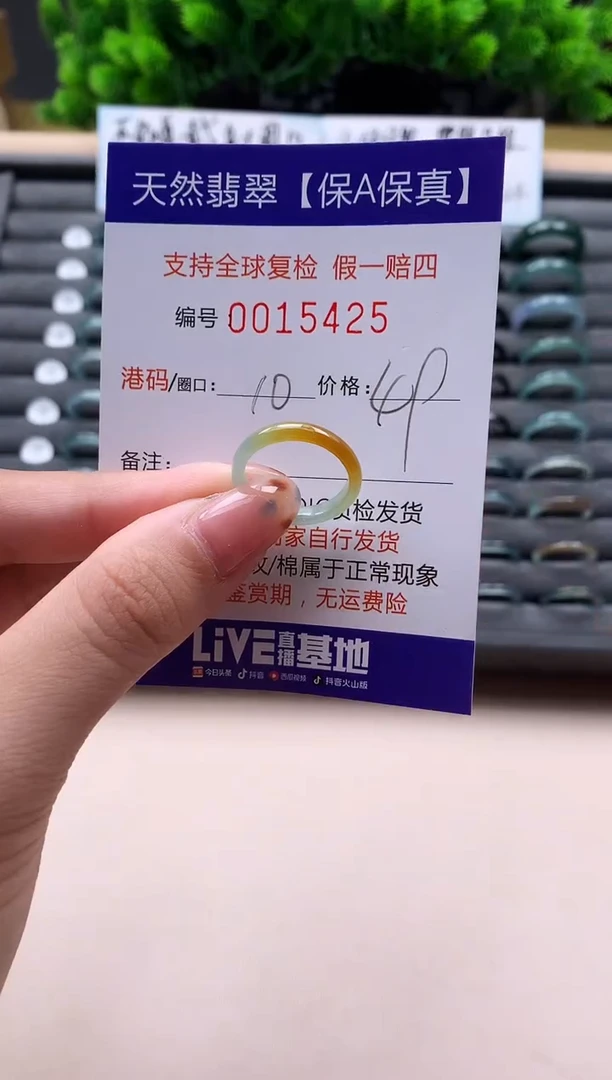 天然翡翠【保A保真】
支持全球复检 假一赔四
编号 0015425
港码/圈口: 10 价格:
备注:
质检发货
家自行发货
纹/棉属于正常现象
鉴赏期，无运费险
LiVE直播基地
今日头条 抖音 西瓜视频 抖音火山版